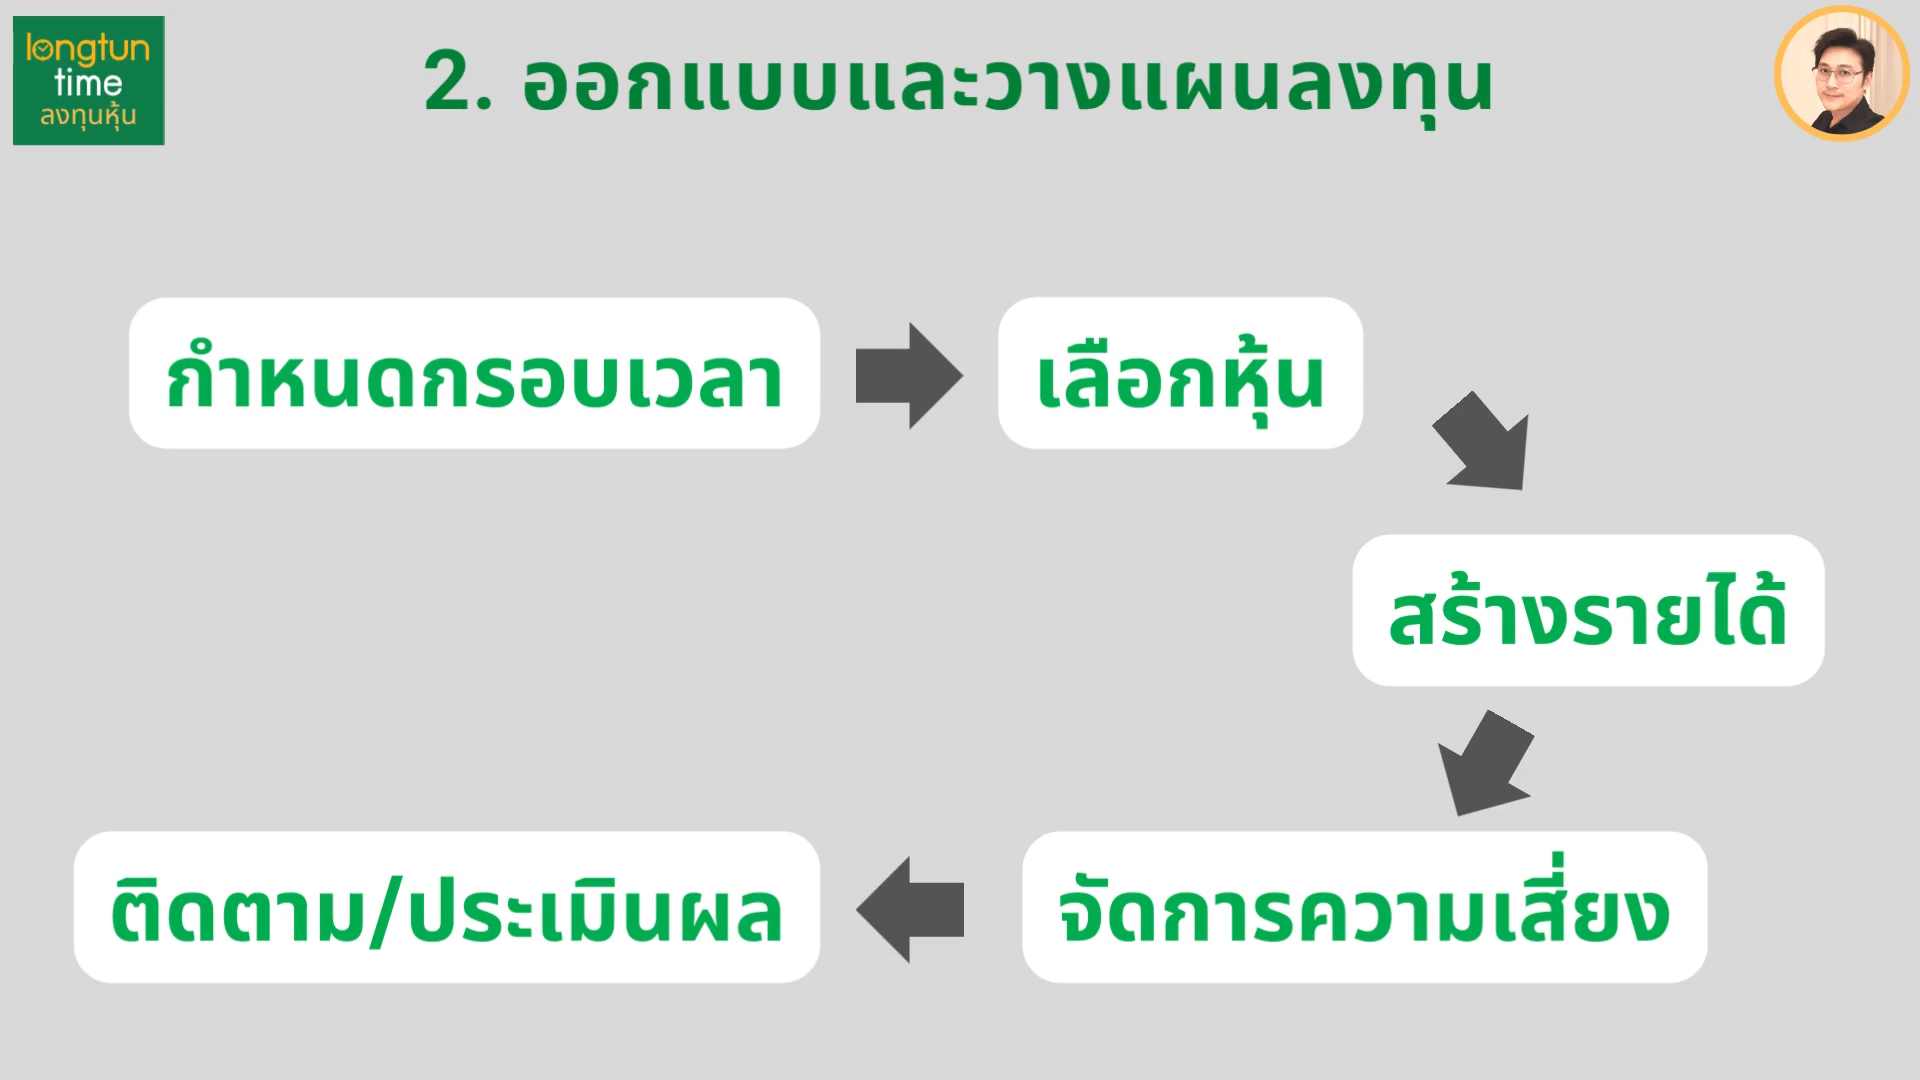 longtun
time
ลงทุนหุ้น
2. ออกแบบและวางแผนลงทุน
กำหนดกรอบเวลา
เลือกหุ้น
สร้างรายได้
จัดการความเสี่ยง
ติดตาม/ประเมินผล